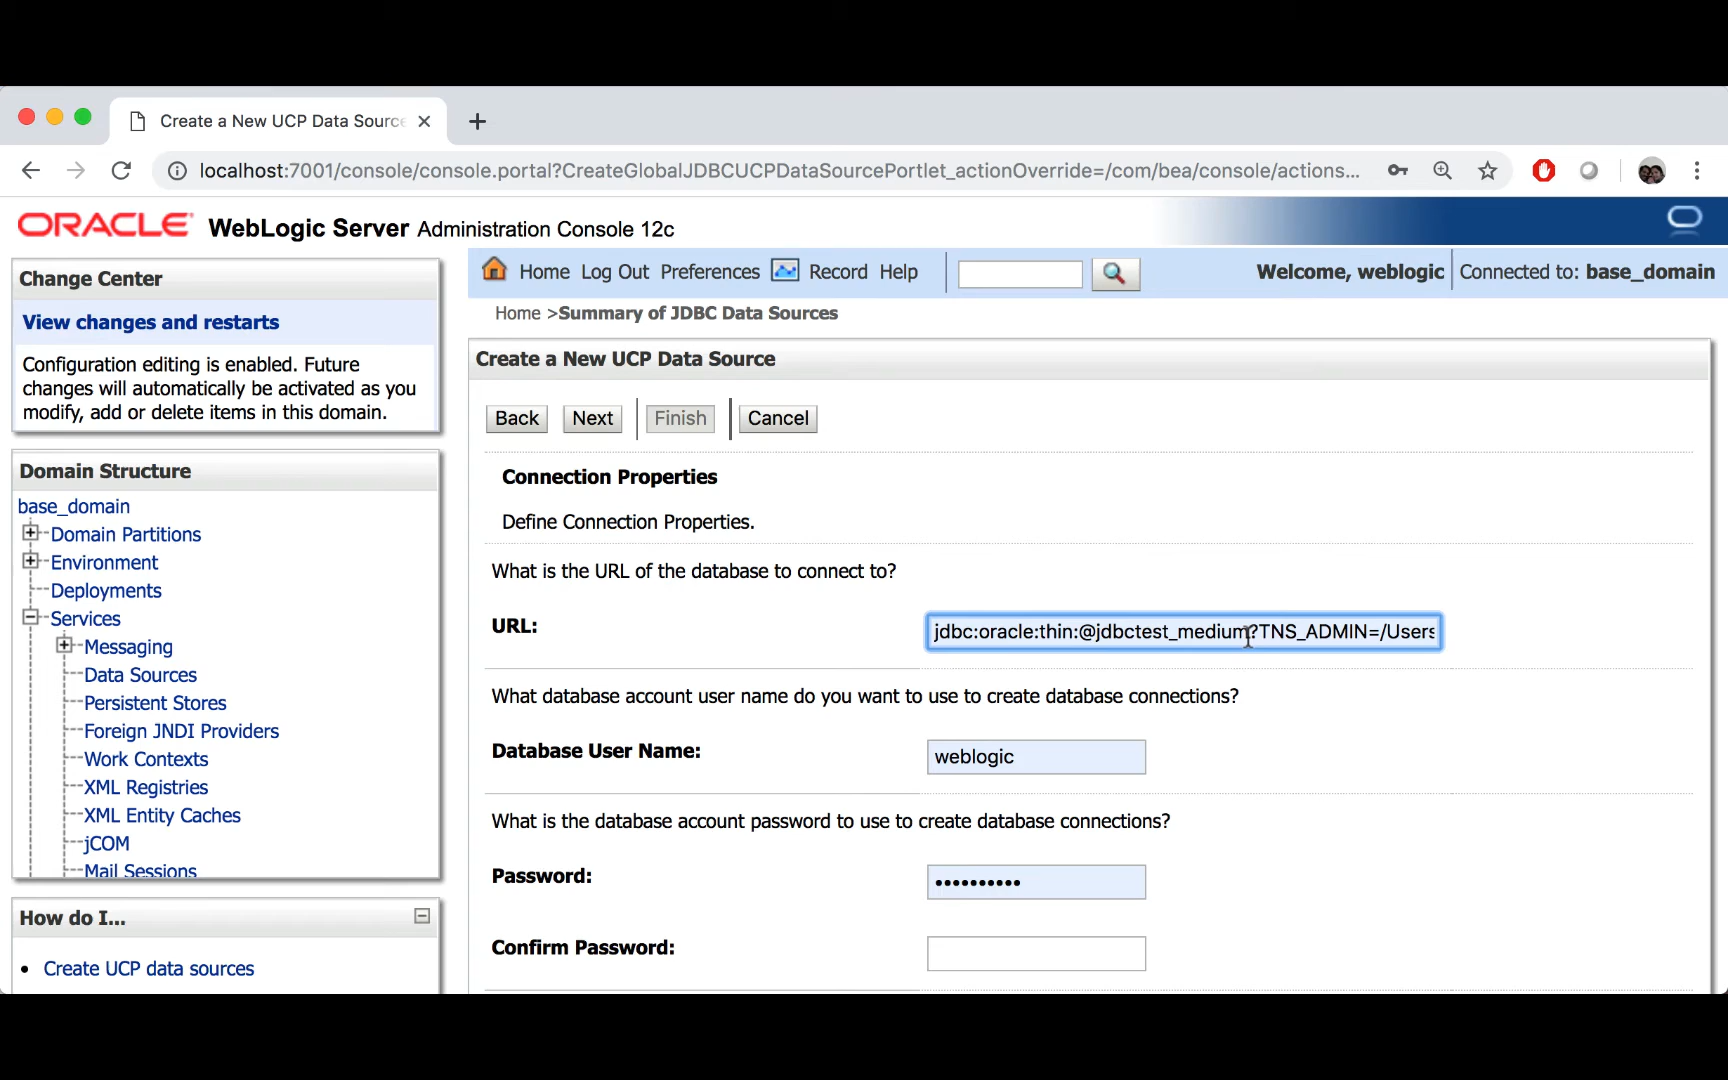 Create a New UCP Data Source
localhost:7001/console/console.portal?CreateGlobalJDBCUCPDataSourcePortlet_actionOverride=/com/bea/console/actions...
ORACLE WebLogic Server Administration Console 12c
Change Center
View changes and restarts
Configuration editing is enabled. Future
changes will automatically be activated as you
modify, add or delete items in this domain.
Domain Structure
base_domain
Domain Partitions
Environment
Deployments
Services
Messaging
Data Sources
Persistent Stores
Foreign JNDI Providers
Work Contexts
XML Registries
XML Entity Caches
jCOM
Mail Sessions
How do I...
Create UCP data sources
Home Log Out Preferences Record Help
Welcome, weblogic Connected to: base_domain
Home >Summary of JDBC Data Sources
Create a New UCP Data Source
Back Next Finish Cancel
Connection Properties
Define Connection Properties.
What is the URL of the database to connect to?
URL: jdbc:oracle:thin:@jdbctest_medium?TNS_ADMIN=/Users
What database account user name do you want to use to create database connections?
Database User Name: weblogic
What is the database account password to use to create database connections?
Password: ••••••••••
Confirm Password: